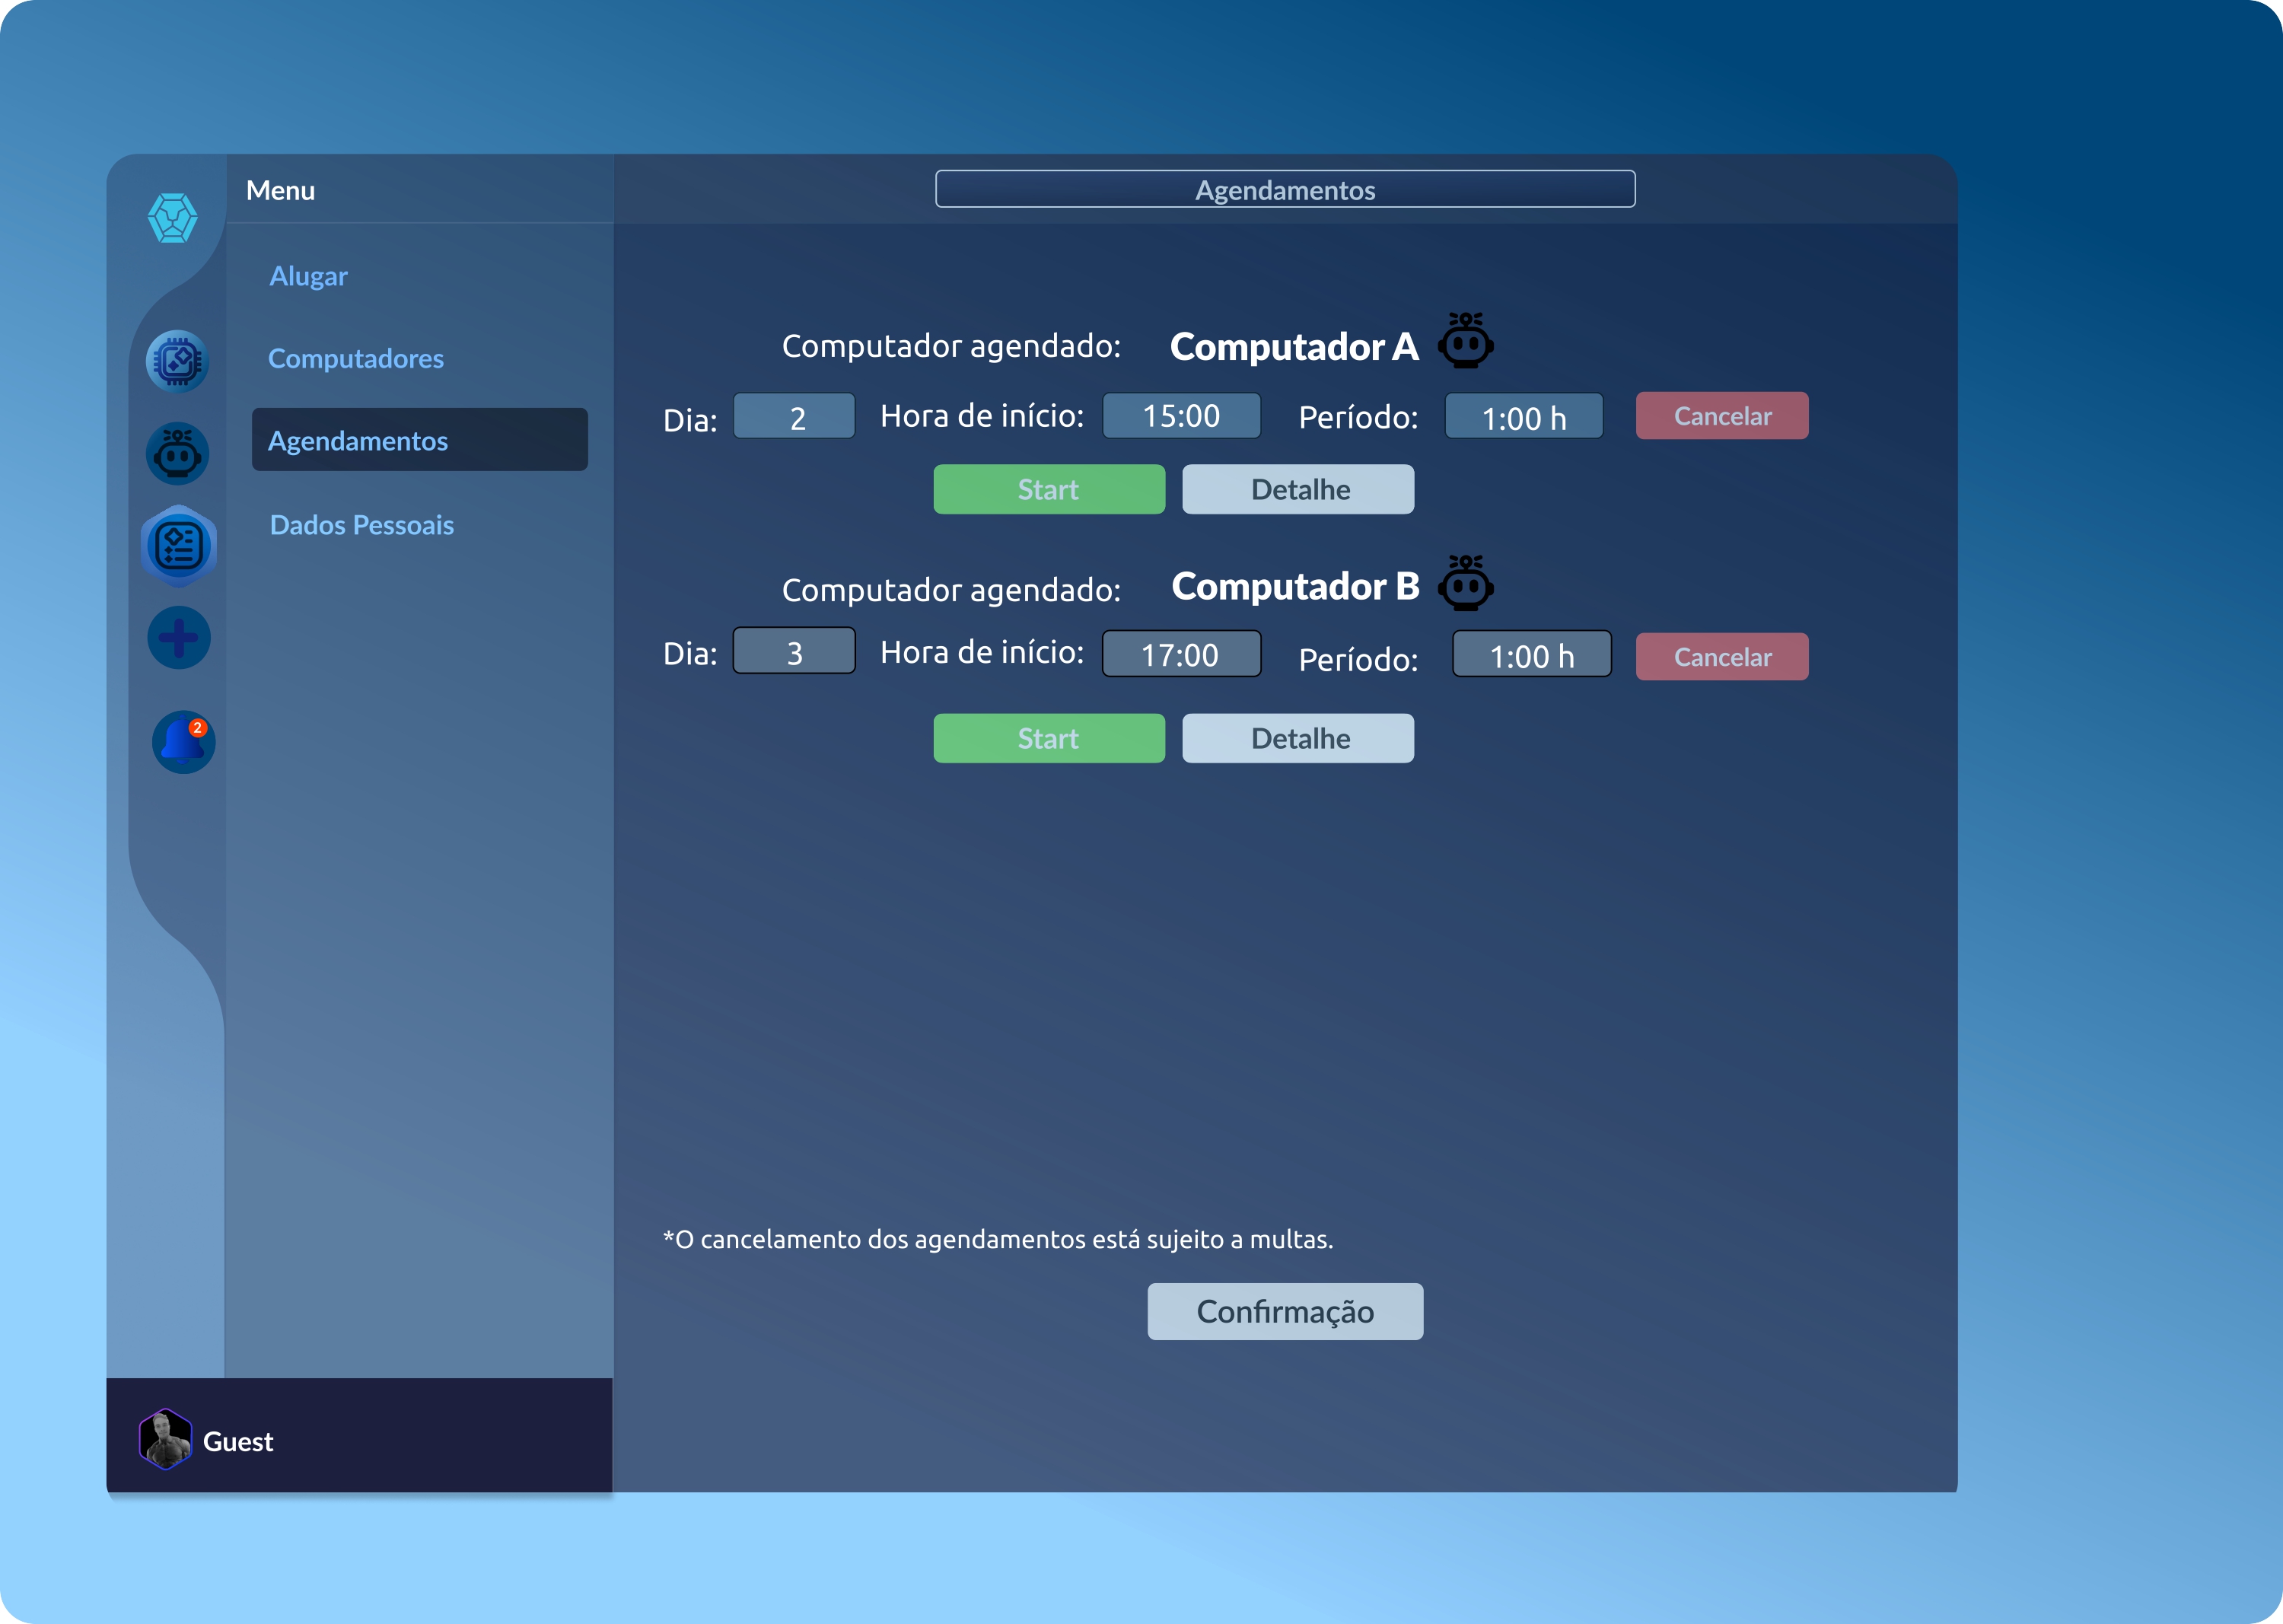 Menu
Agendamentos
Alugar
Computadores
Agendamentos
Dados Pessoais
2
Computador agendado: Computador A
Dia: 2 Hora de início: 15:00 Período: 1:00 h Cancelar
Start Detalhe
Computador agendado: Computador B
Dia: 3 Hora de início: 17:00 Período: 1:00 h Cancelar
Start Detalhe
*O cancelamento dos agendamentos está sujeito a multas.
Confirmação
Guest